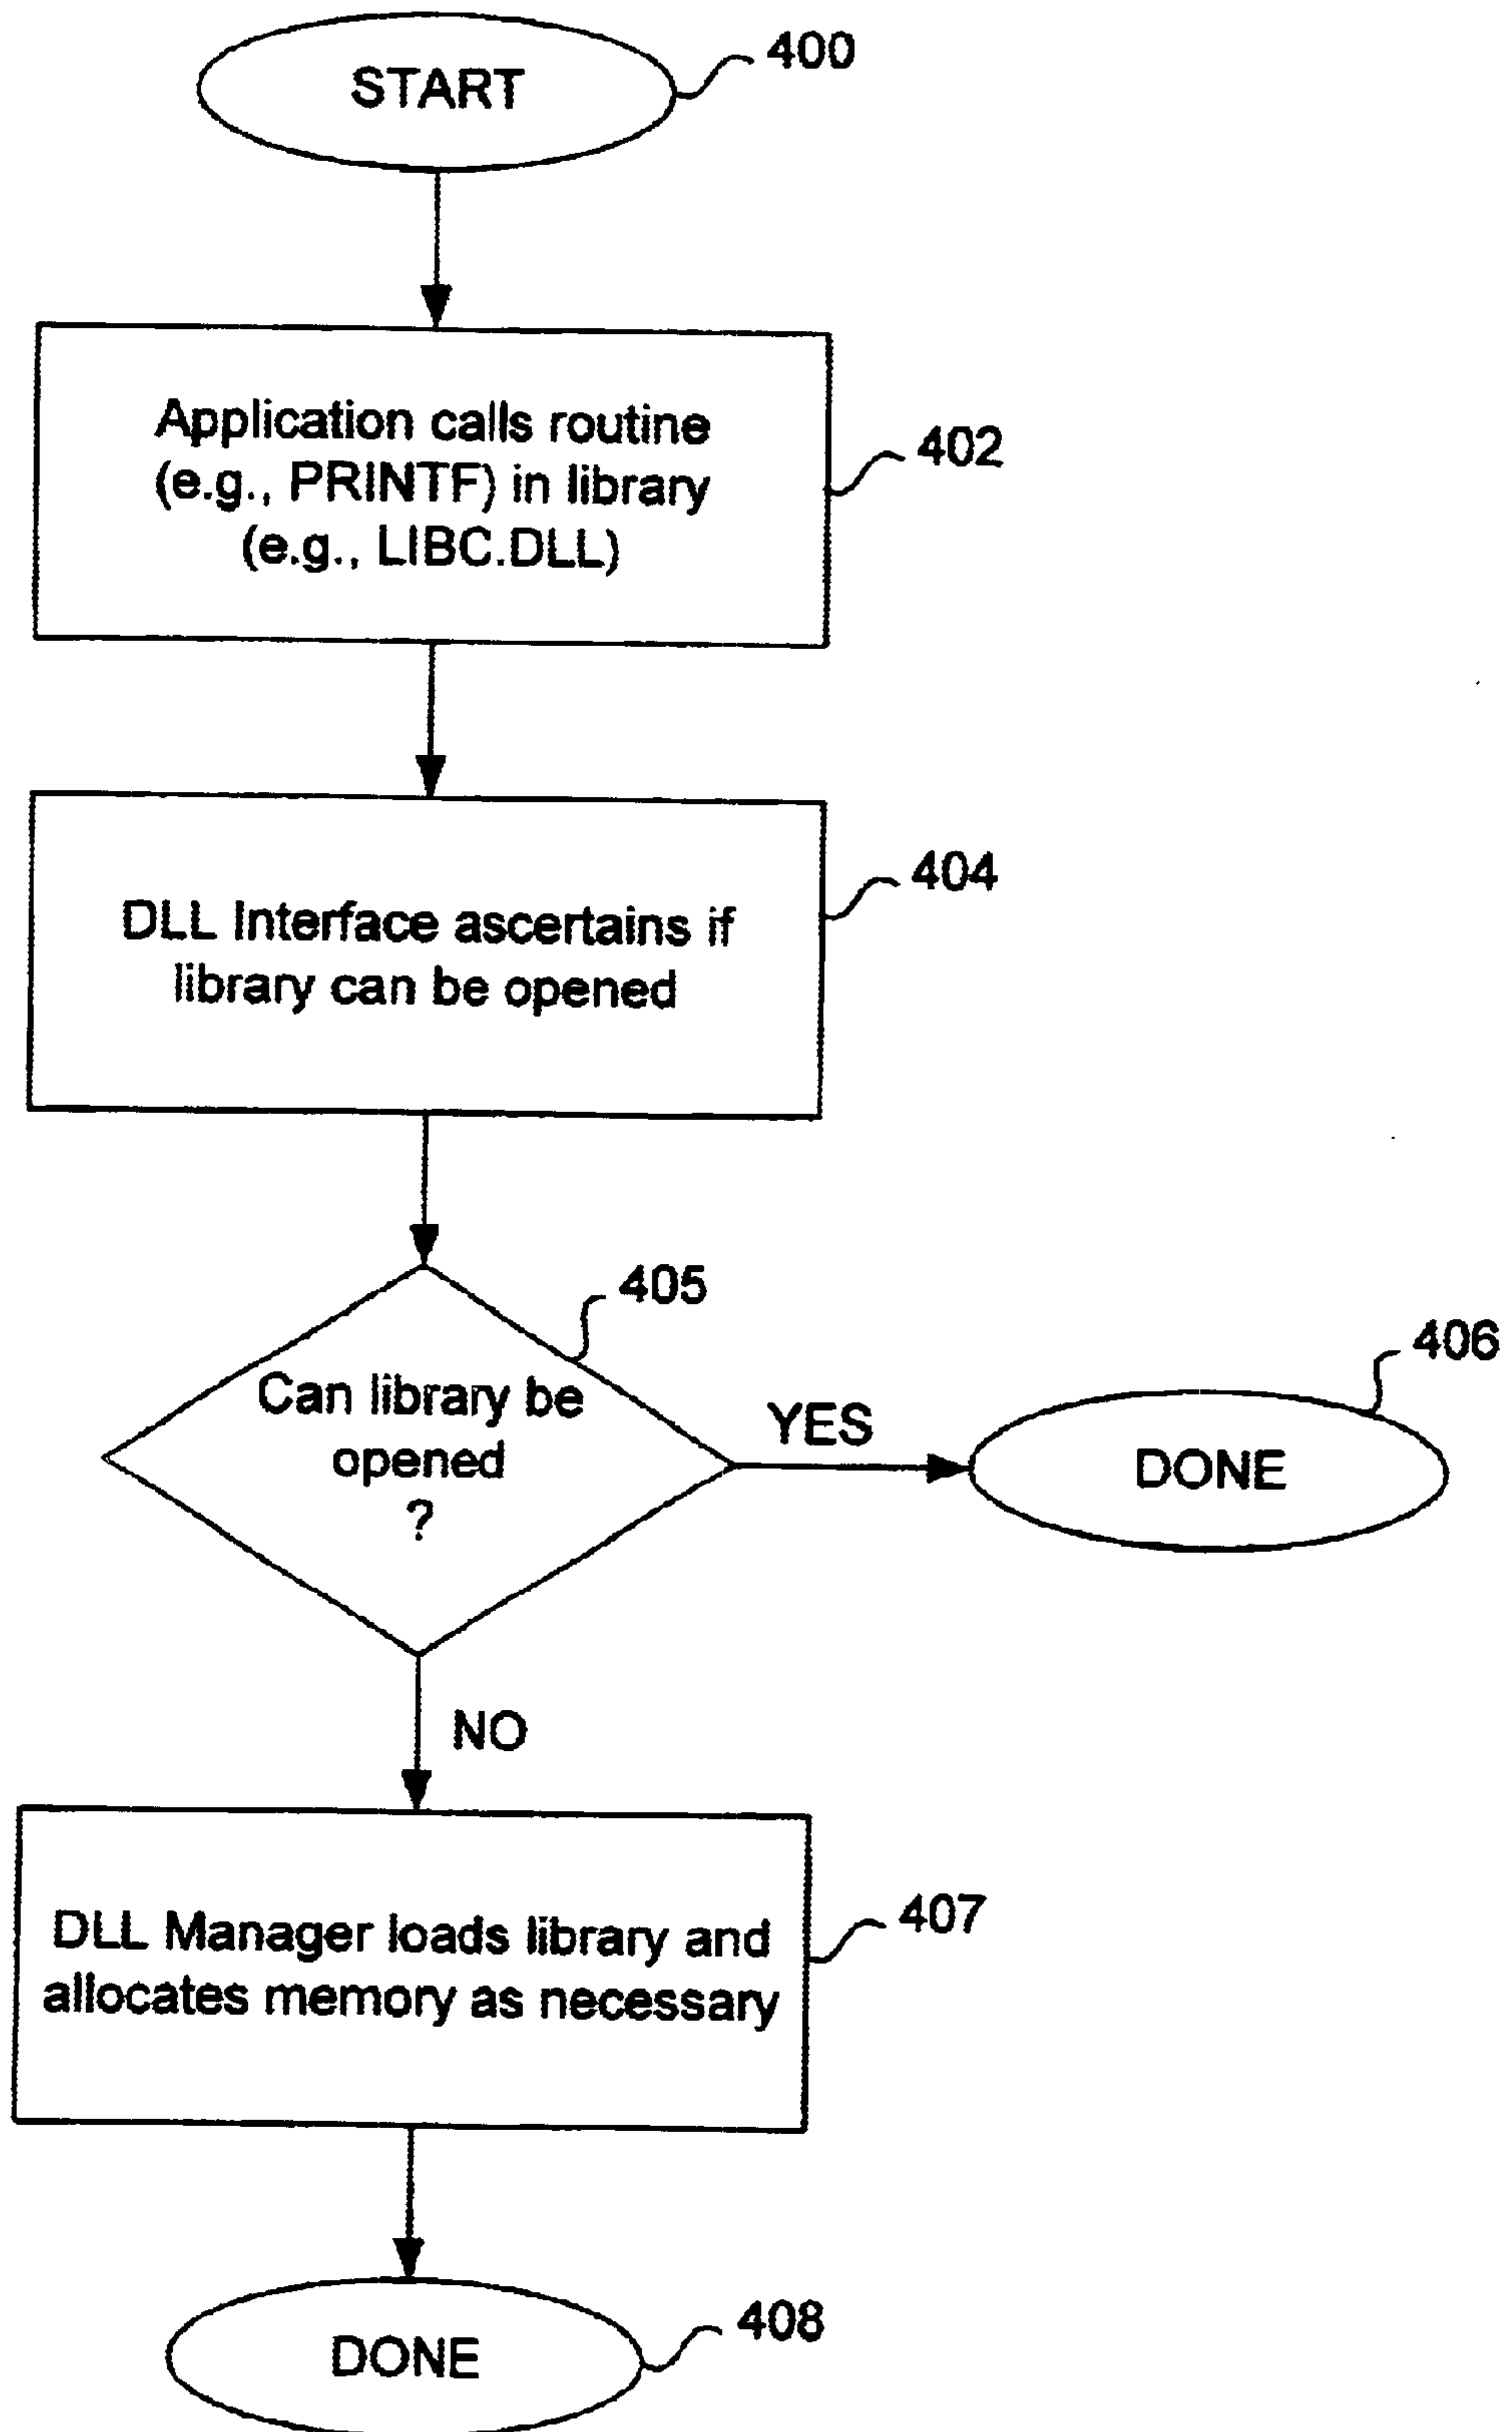 START
400
Application calls routine
(e.g., PRINTF) in library
(e.g., LIBC.DLL)
402
DLL Interface ascertains if
library can be opened
404
405
Can library be
opened
?
YES
406
DONE
NO
DLL Manager loads library and
allocates memory as necessary
407
DONE
408